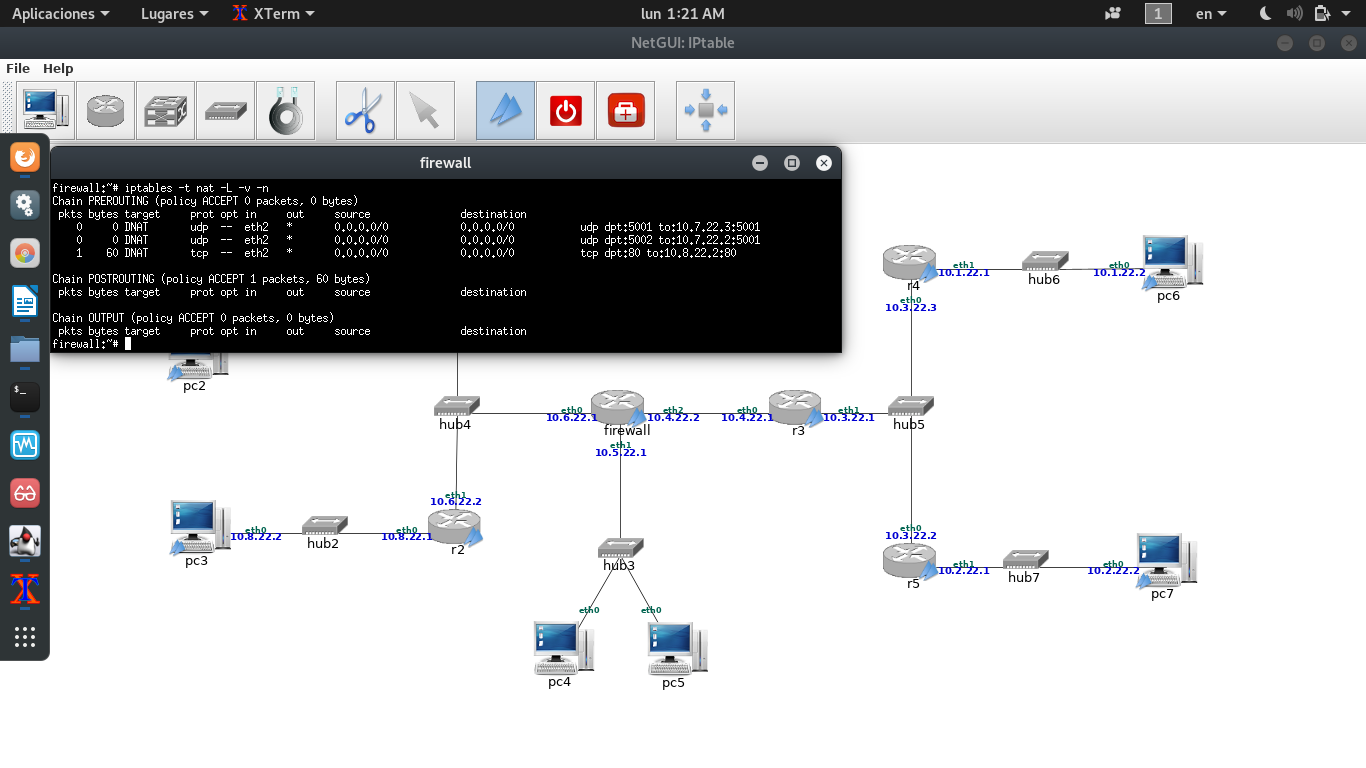 Aplicaciones Lugares XTerm lun 1:21 AM 1 en
NetGUI: IPtable
File Help
firewall
firewall:~# iptables -t nat -L -v -n
Chain PREROUTING (policy ACCEPT 0 packets, 0 bytes)
pkts bytes target prot opt in out source destination
0 0 DNAT udp -- eth2 * 0.0.0.0/0 0.0.0.0/0 udp dpt:5001 to:10.7.22.3:5001
0 0 DNAT udp -- eth2 * 0.0.0.0/0 0.0.0.0/0 udp dpt:5002 to:10.7.22.2:5001
1 60 DNAT tcp -- eth2 * 0.0.0.0/0 0.0.0.0/0 tcp dpt:80 to:10.8.22.2:80
Chain POSTROUTING (policy ACCEPT 1 packets, 60 bytes)
pkts bytes target prot opt in out source destination
Chain OUTPUT (policy ACCEPT 0 packets, 0 bytes)
pkts bytes target prot opt in out source destination
firewall:~#
$_
eth1 eth0
10.1.22.1 10.1.22.2
r4 hub6 pc6
eth0
10.3.22.3
pc2
eth0 eth2 eth0 eth1
10.6.22.1 10.4.22.2 10.4.22.1 10.3.22.1
hub4 firewall r3 hub5
eth1
10.5.22.1
eth1
10.6.22.2
eth0 eth0
10.8.22.2 10.8.22.1
pc3 hub2 r2
eth0
10.3.22.2
hub3
eth1 eth0
10.2.22.1 10.2.22.2
r5 hub7 pc7
eth0 eth0
pc4 pc5